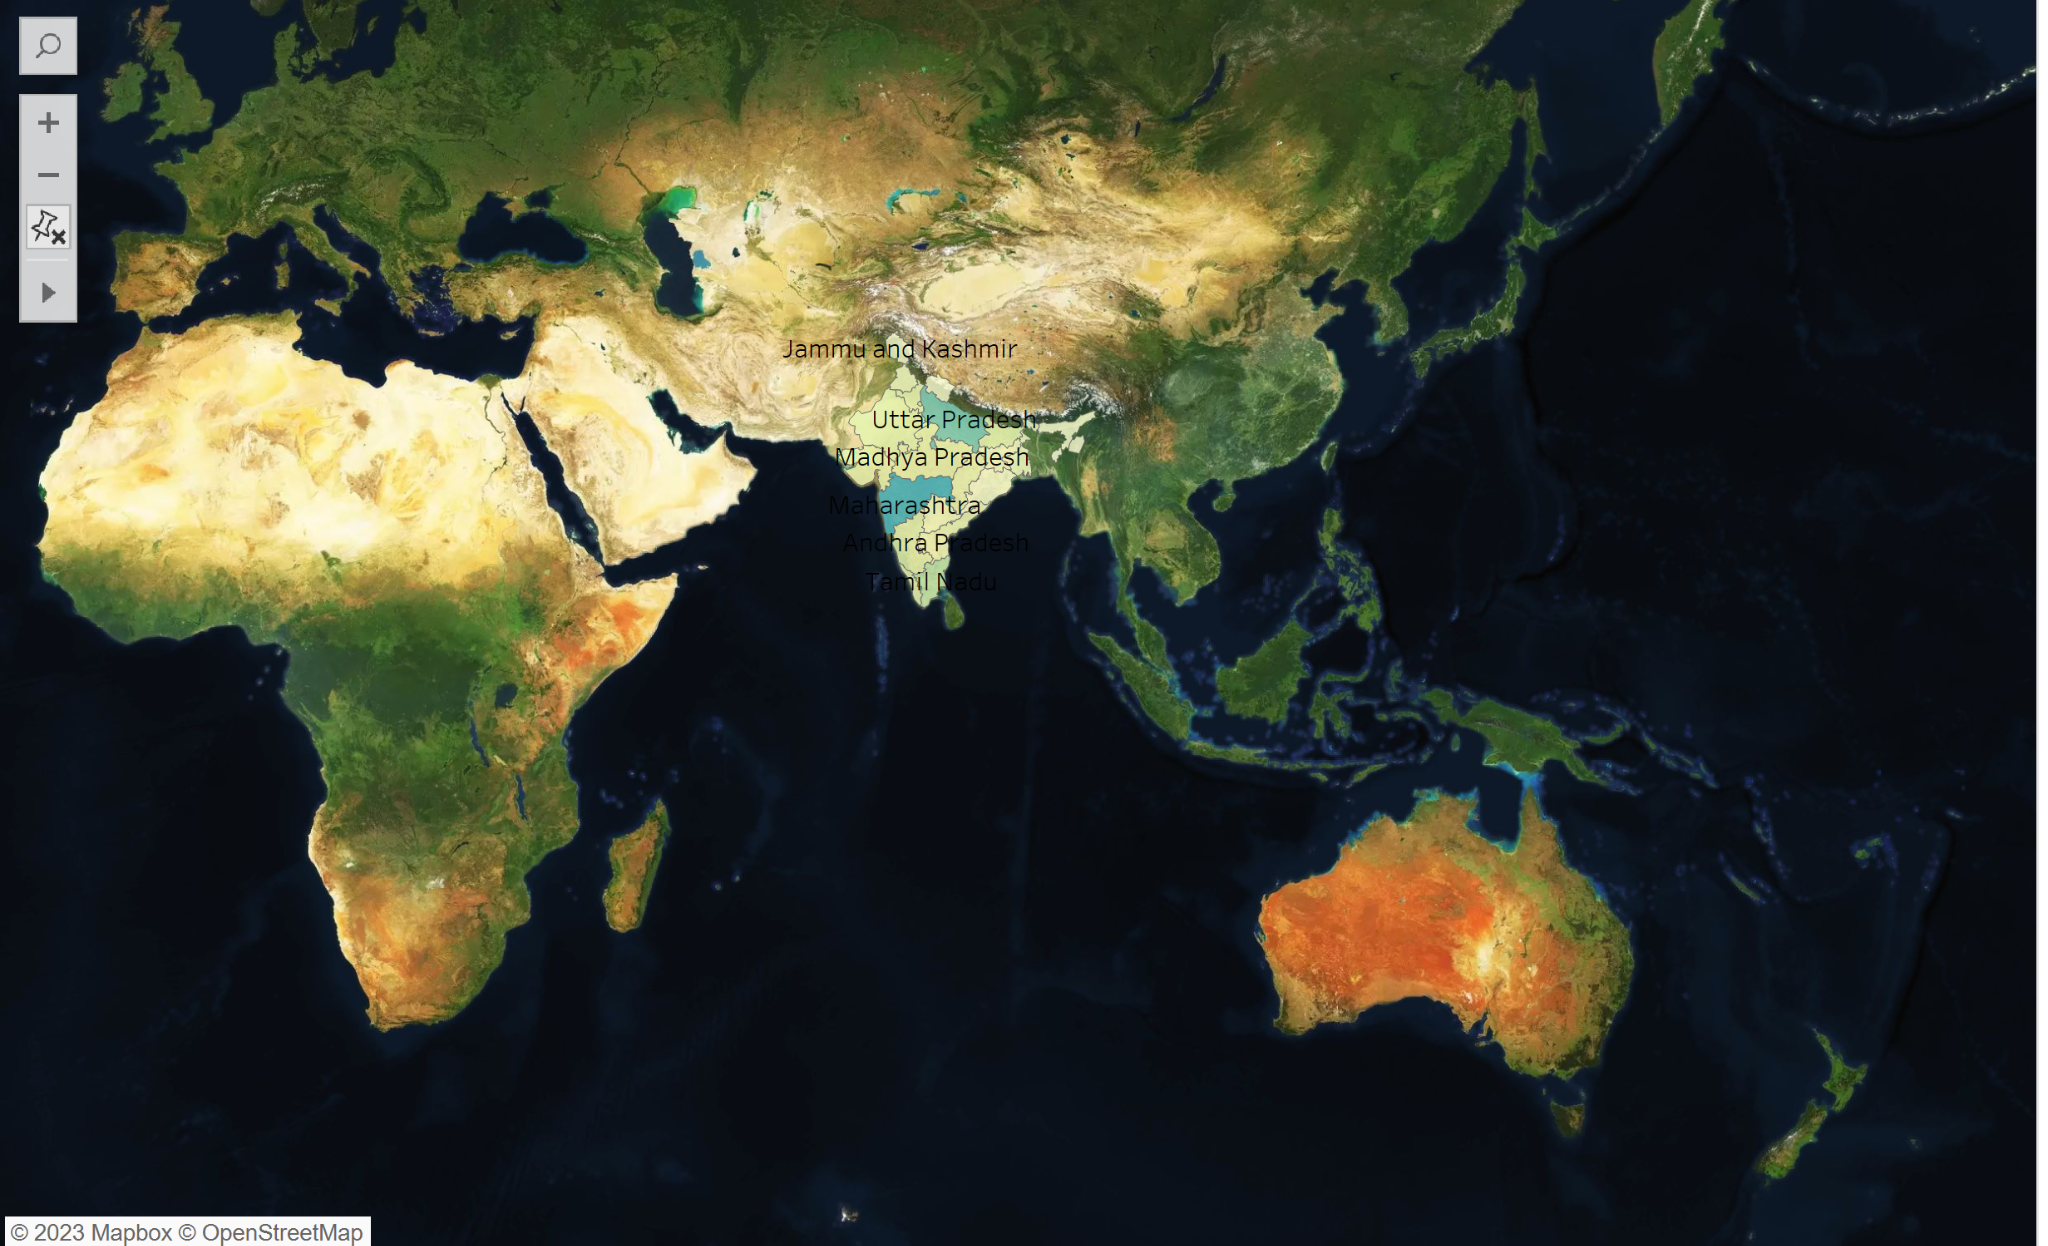 Jammu and Kashmir
Uttar Pradesh
Madhya Pradesh
Maharashtra
Andhra Pradesh
Tamil Nadu
© 2023 Mapbox © OpenStreetMap